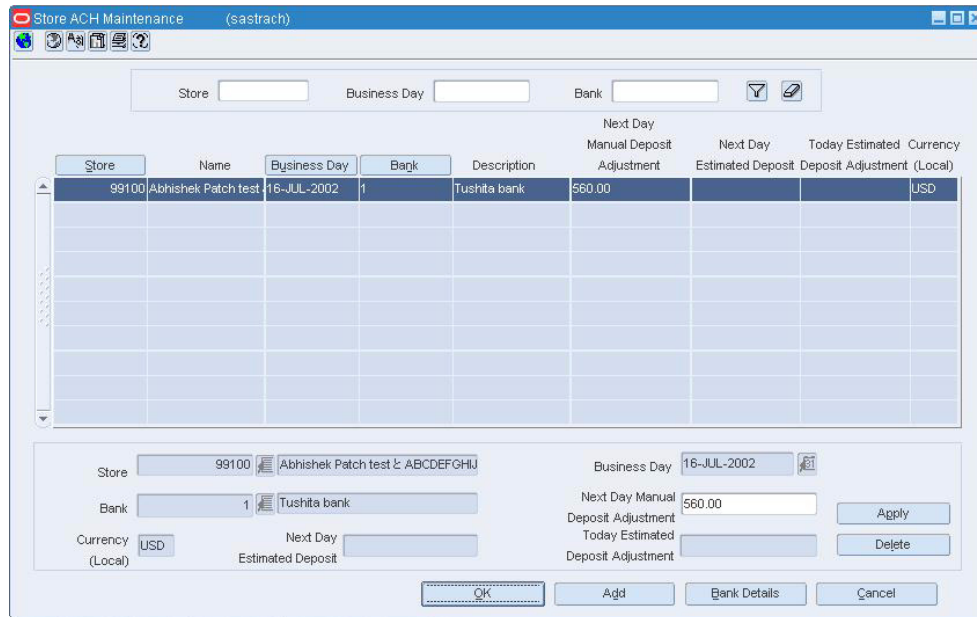 Store ACH Maintenance (sastrach)
Store Business Day Bank
Next Day
Manual Deposit Next Day Today Estimated Currency
Store Name Business Day Bank Description Adjustment Estimated Deposit Deposit Adjustment (Local)
99100 Abhishek Patch test 16-JUL-2002 1 Tushita bank 560.00 USD
Store 99100 Abhishek Patch test と ABCDEFGHIJ Business Day 16-JUL-2002
Bank 1 Tushita bank Next Day Manual Deposit Adjustment 560.00 Apply
Currency (Local) USD Next Day Estimated Deposit Today Estimated Deposit Adjustment Delete
OK Add Bank Details Cancel